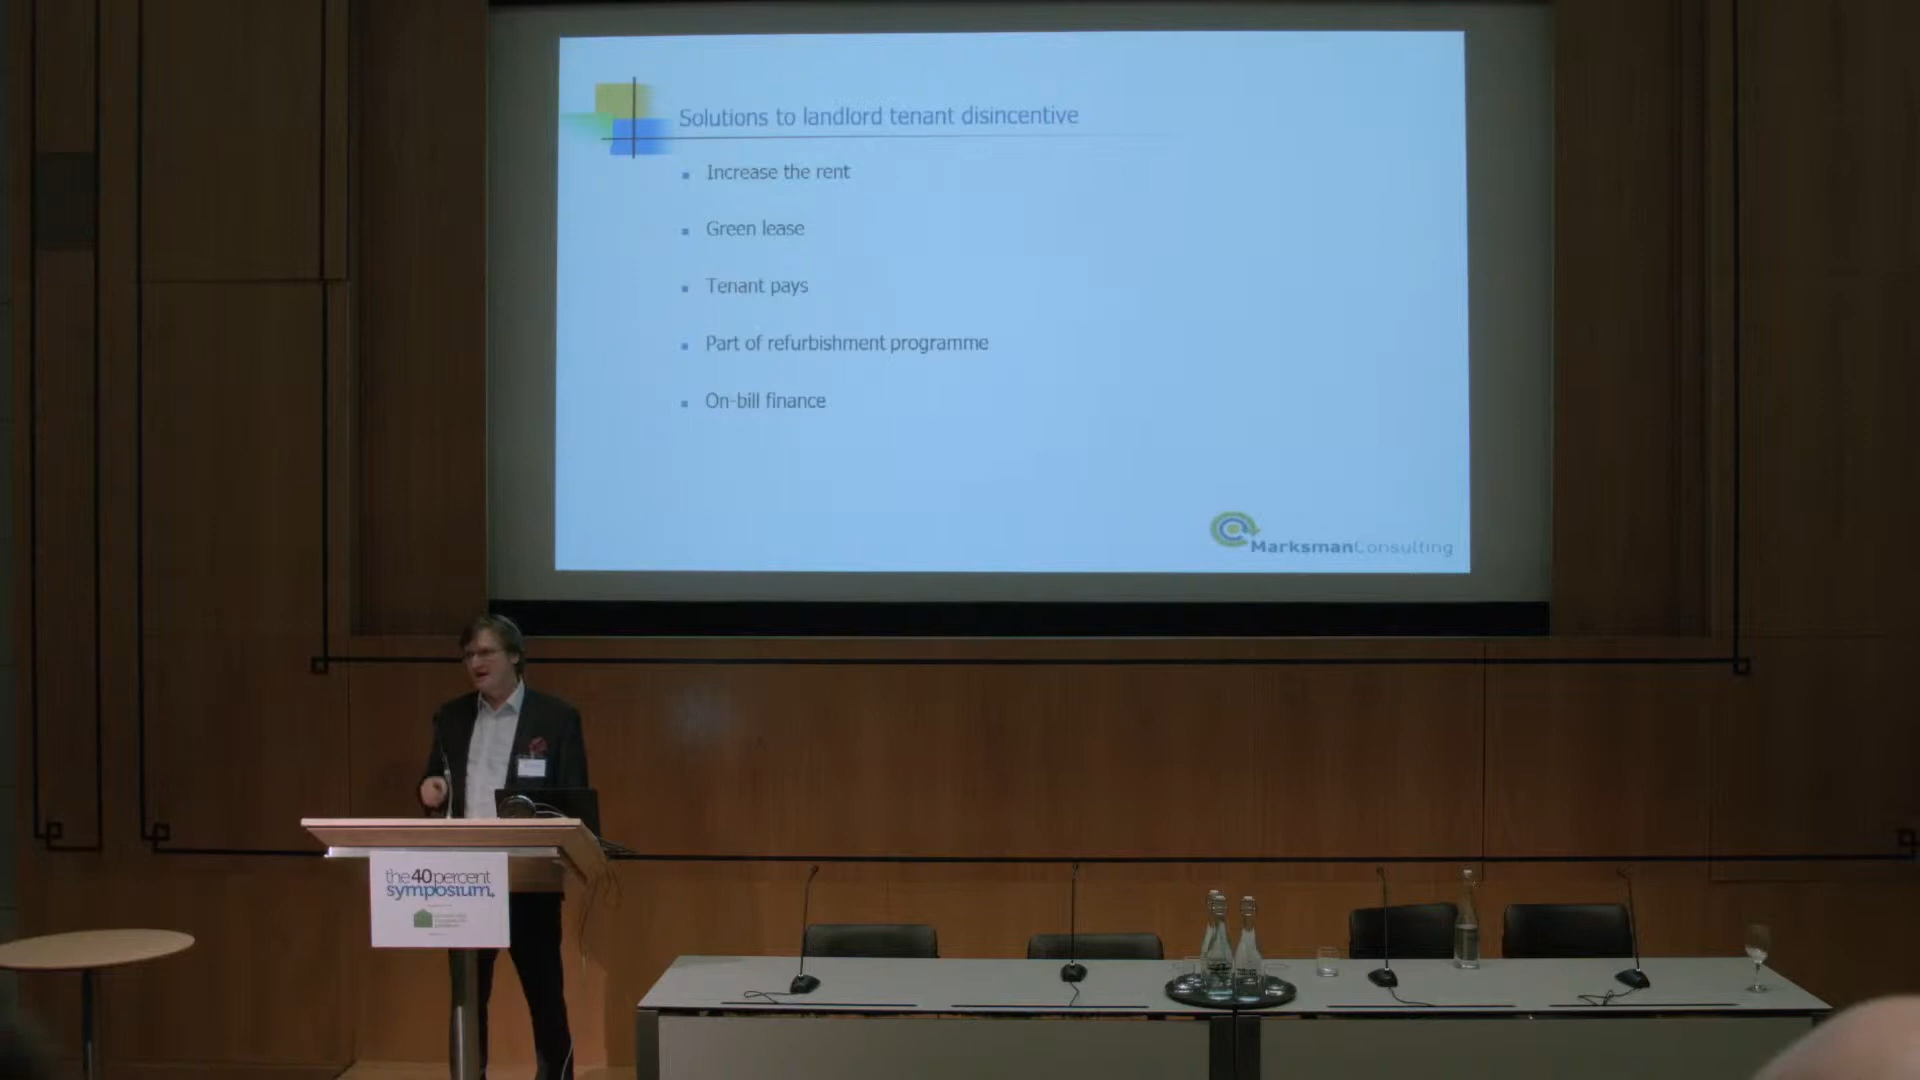 Solutions to landlord tenant disincentive
Increase the rent
Green lease
Tenant pays
Part of refurbishment programme
On-bill finance
MarksmanConsulting
the40percent
symposium.